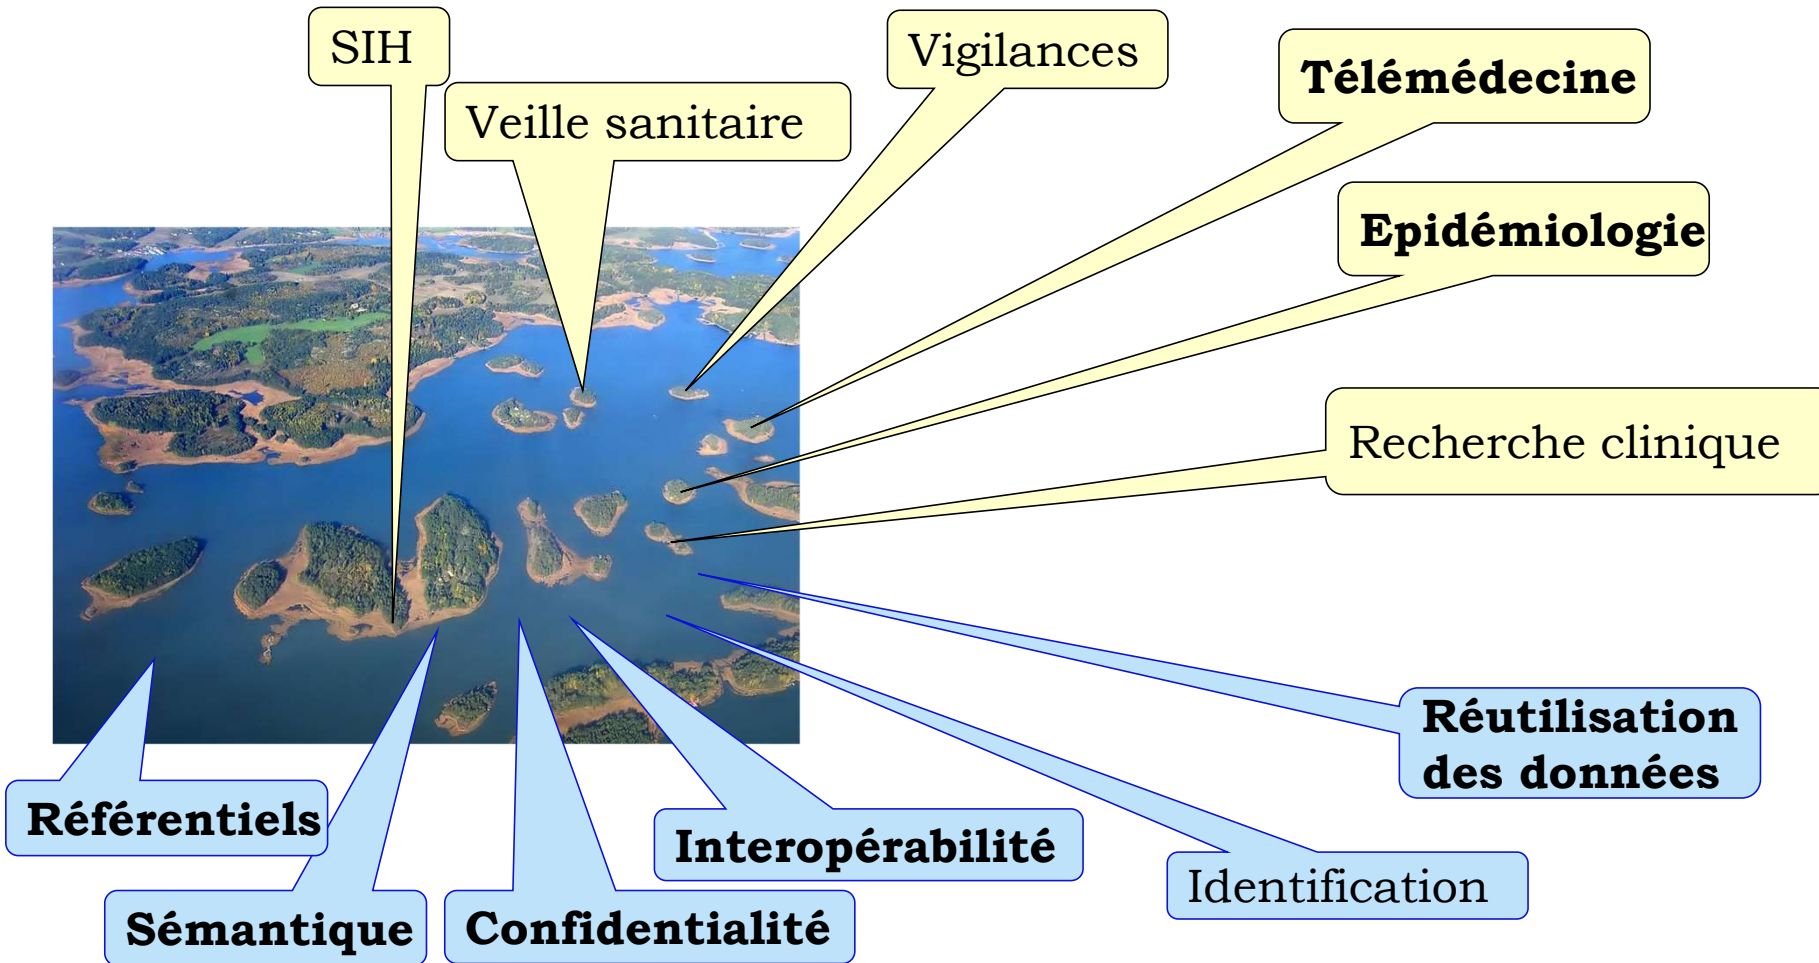 SIH
Vigilances
Télémédecine
Veille sanitaire
Epidémiologie
Recherche clinique
Réutilisation
des données
Référentiels
Interopérabilité
Identification
Sémantique
Confidentialité